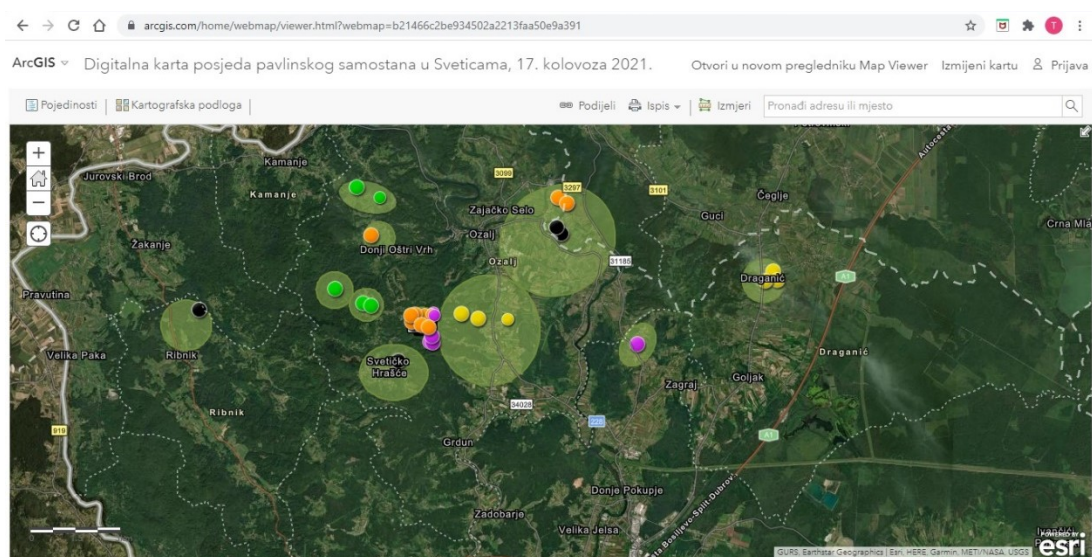 arcgis.com/home/webmap/viewer.html?webmap=b21466c2be934502a2213faa50e9a391
T
ArcGIS Digitalna karta posjeda pavlinskog samostana u Sveticama, 17. kolovoza 2021. Otvori u novom pregledniku Map Viewer Izmijeni kartu Prijava
Pojedinosti Kartografska podloga Podijeli Ispis Izmjeri Pronađi adresu ili mjesto
Kamanje
Jurovski Brod
3099
Kamanje
3297
3101
Čeglje
Zajačko Selo
Guci
Crna Mla
Ozalj
Žakanje
Donji Oštri Vrh
Ozalj
31185
Draganić
A1
Pravutina
Velika Paka
Ribnik
Svetičko
Hrašće
Draganić
Zagraj
Goljak
Ribnik
34028
919
228
A1
Grdun
Donje Pokupje
Zadobarje
Velika Jelsa
Bosiljevo-Split-Dubrov.
POWERED BY
esri
GURS, Earthstar Geographics | Esri, HERE, Garmin, METI/NASA, USGS